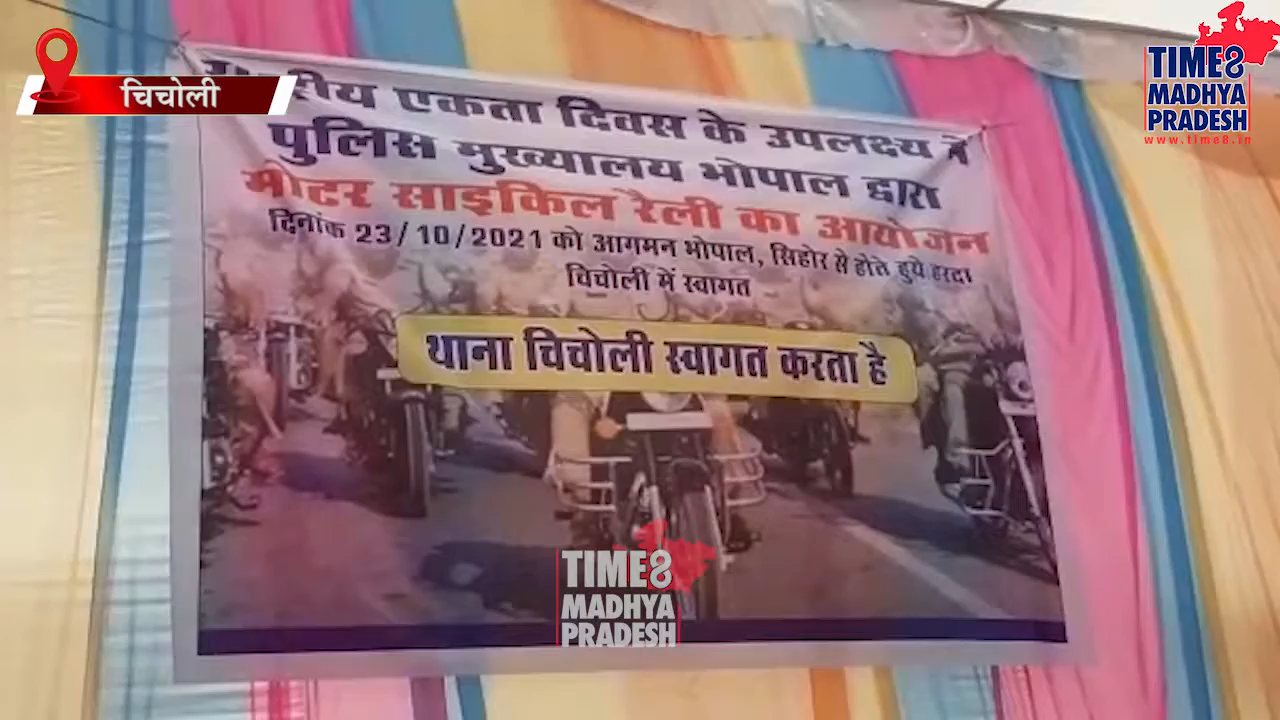 चिचोली
TIME8
MADHYA
PRADESH
www.time8.in
राष्ट्रीय एकता दिवस के उपलक्ष्य में
पुलिस मुख्यालय भोपाल द्वारा
मोटर साइकिल रैली का आयोजन
दिनांक 23/10/2021 को आगमन भोपाल, सिहोर से होते हुये हरदा
चिचोली में स्वागत
थाना चिचोली स्वागत करता है
TIME8
MADHYA
PRADESH